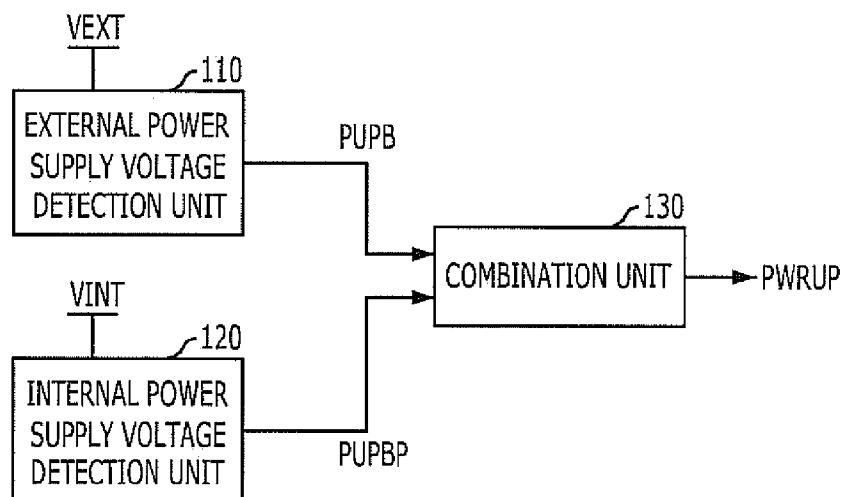 VEXT
110
EXTERNAL POWER
SUPPLY VOLTAGE
DETECTION UNIT
PUPB
130
COMBINATION UNIT
PWRUP
VINT
120
INTERNAL POWER
SUPPLY VOLTAGE
DETECTION UNIT
PUPBP